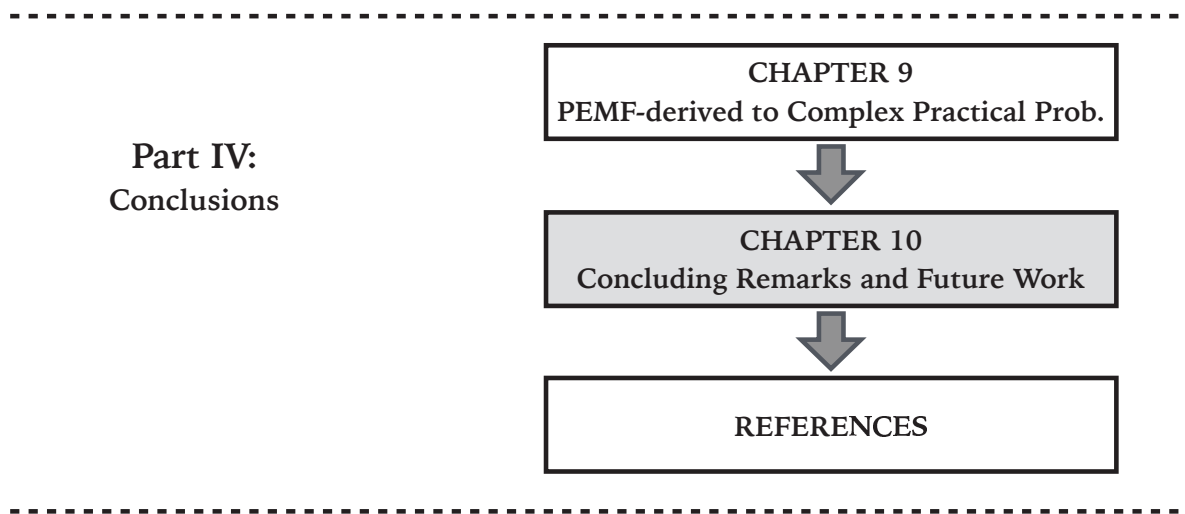 Part IV:
Conclusions
CHAPTER 9
PEMF-derived to Complex Practical Prob.
CHAPTER 10
Concluding Remarks and Future Work
REFERENCES